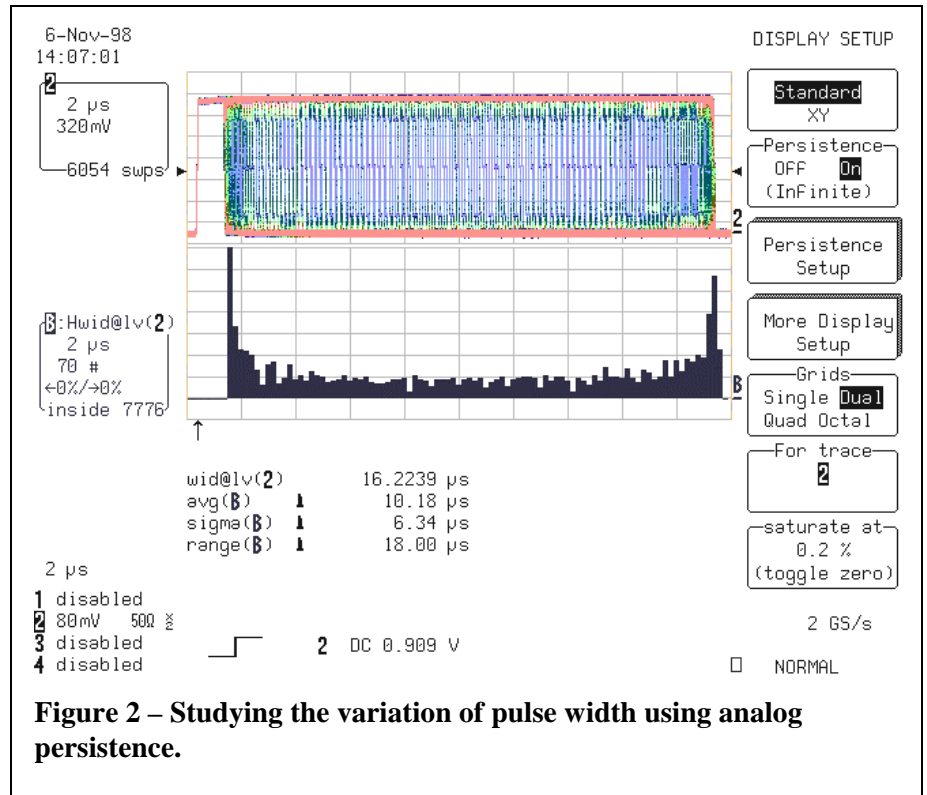 6-Nov-98
14:07:01
2
2 µs
320mV
6054 swps
2
B:Hwid@lv(2)
2 µs
70 #
←0%/→0%
inside 7776
B
↑
wid@lv(2) 16.2239 µs
avg(B) 10.18 µs
sigma(B) 6.34 µs
range(B) 18.00 µs
2 µs
1 disabled
2 80mV 50Ω
3 disabled
4 disabled
2 DC 0.909 V
DISPLAY SETUP
Standard
XY
Persistence
OFF On
(Infinite)
Persistence
Setup
More Display
Setup
Grids
Single Dual
Quad Octal
For trace
2
saturate at
0.2 %
(toggle zero)
2 GS/s
□ NORMAL
Figure 2 – Studying the variation of pulse width using analog
persistence.